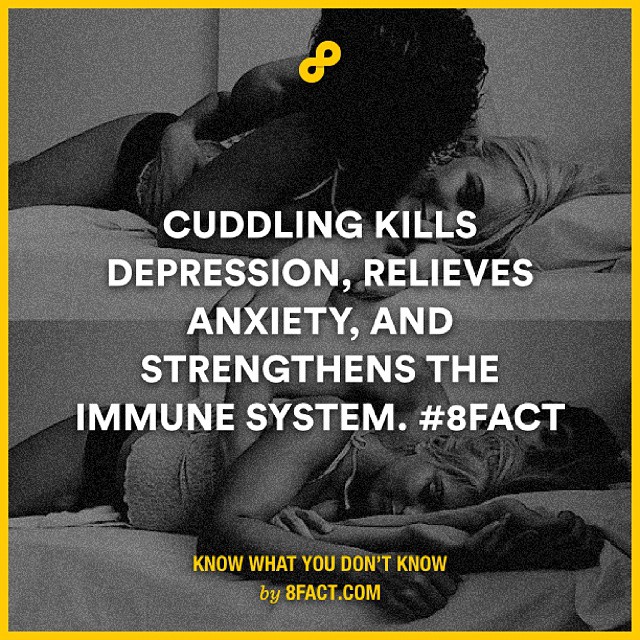 CUDDLING KILLS
DEPRESSION, RELIEVES
ANXIETY, AND
STRENGTHENS THE
IMMUNE SYSTEM. #8FACT
KNOW WHAT YOU DON'T KNOW
by 8FACT.COM